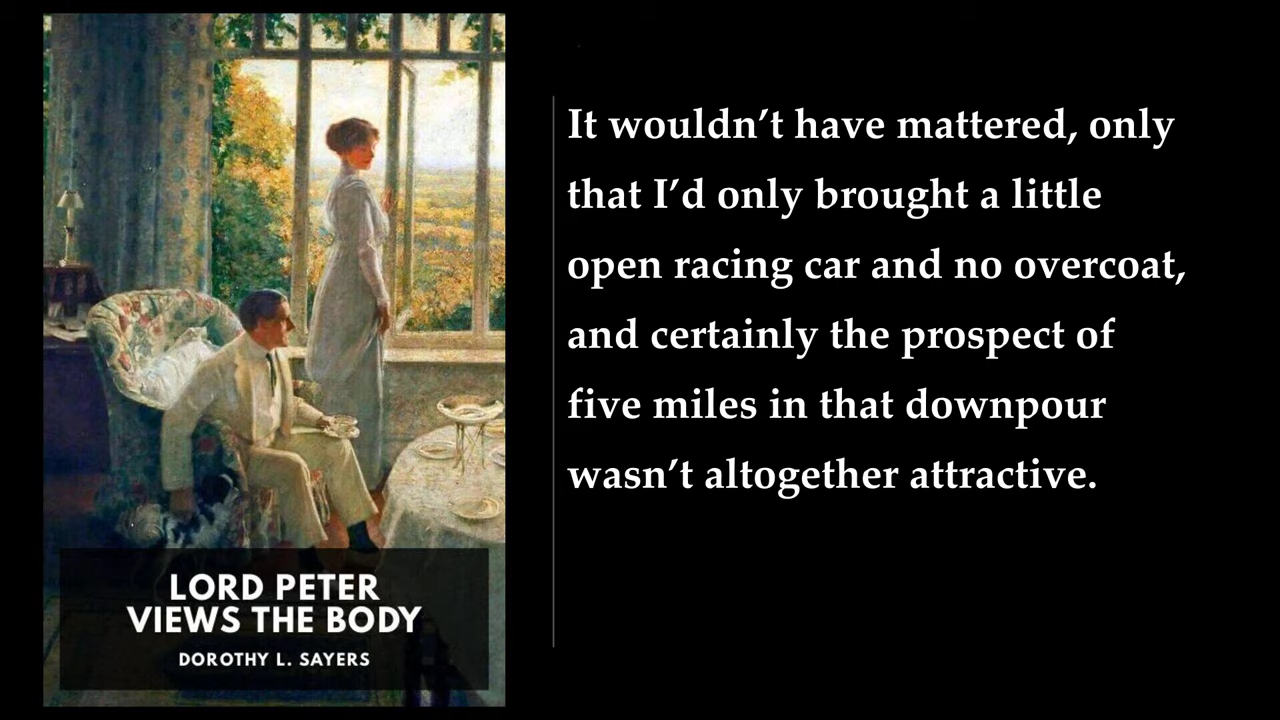 It wouldn’t have mattered, only
that I’d only brought a little
open racing car and no overcoat,
and certainly the prospect of
five miles in that downpour
wasn’t altogether attractive.
LORD PETER
VIEWS THE BODY
DOROTHY L. SAYERS